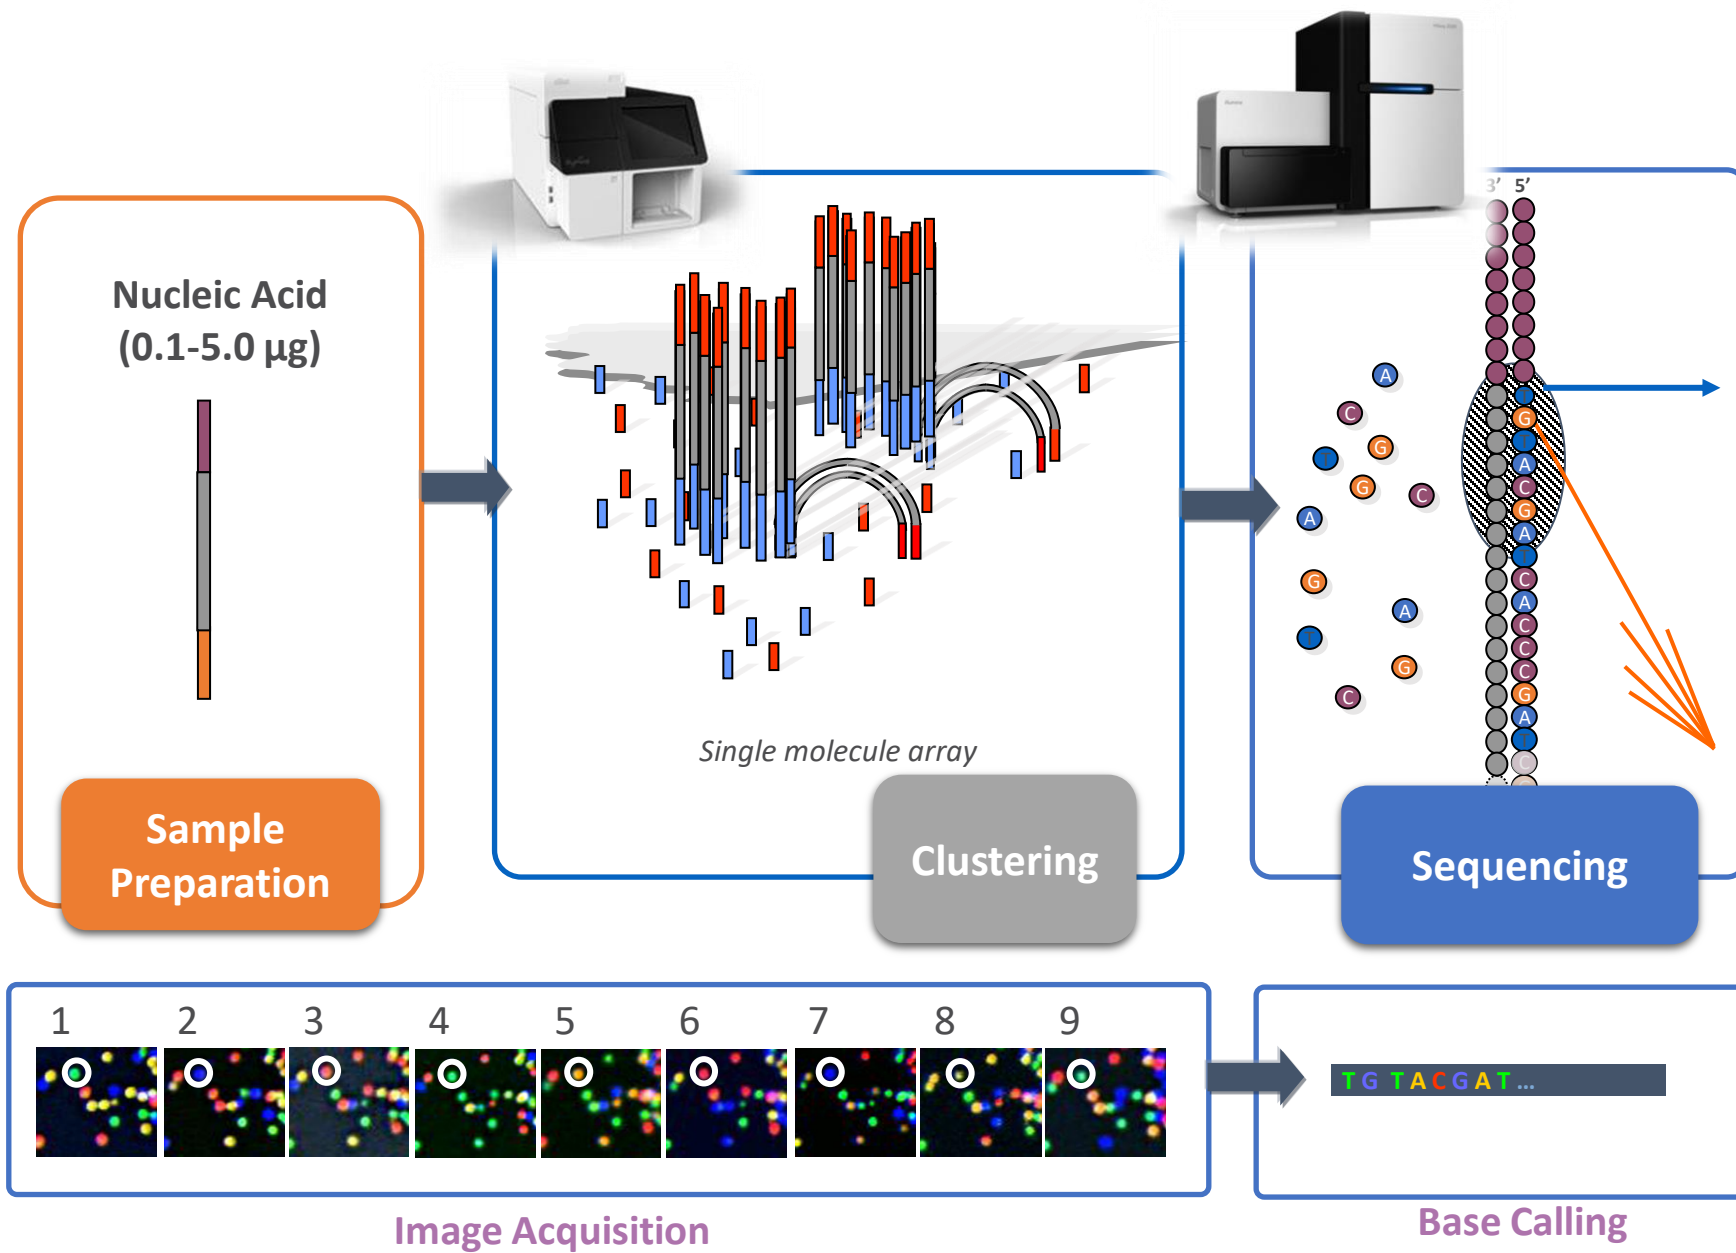 Nucleic Acid
(0.1-5.0 µg)
Sample
Preparation
Single molecule array
Clustering
3’ 5’
A
C
G
T
G
C
A
G
A
T
G
C
T
G
T
A
C
G
A
T
C
A
C
C
C
G
A
T
C
Sequencing
1 2 3 4 5 6 7 8 9
Image Acquisition
TG TACGAT...
Base Calling